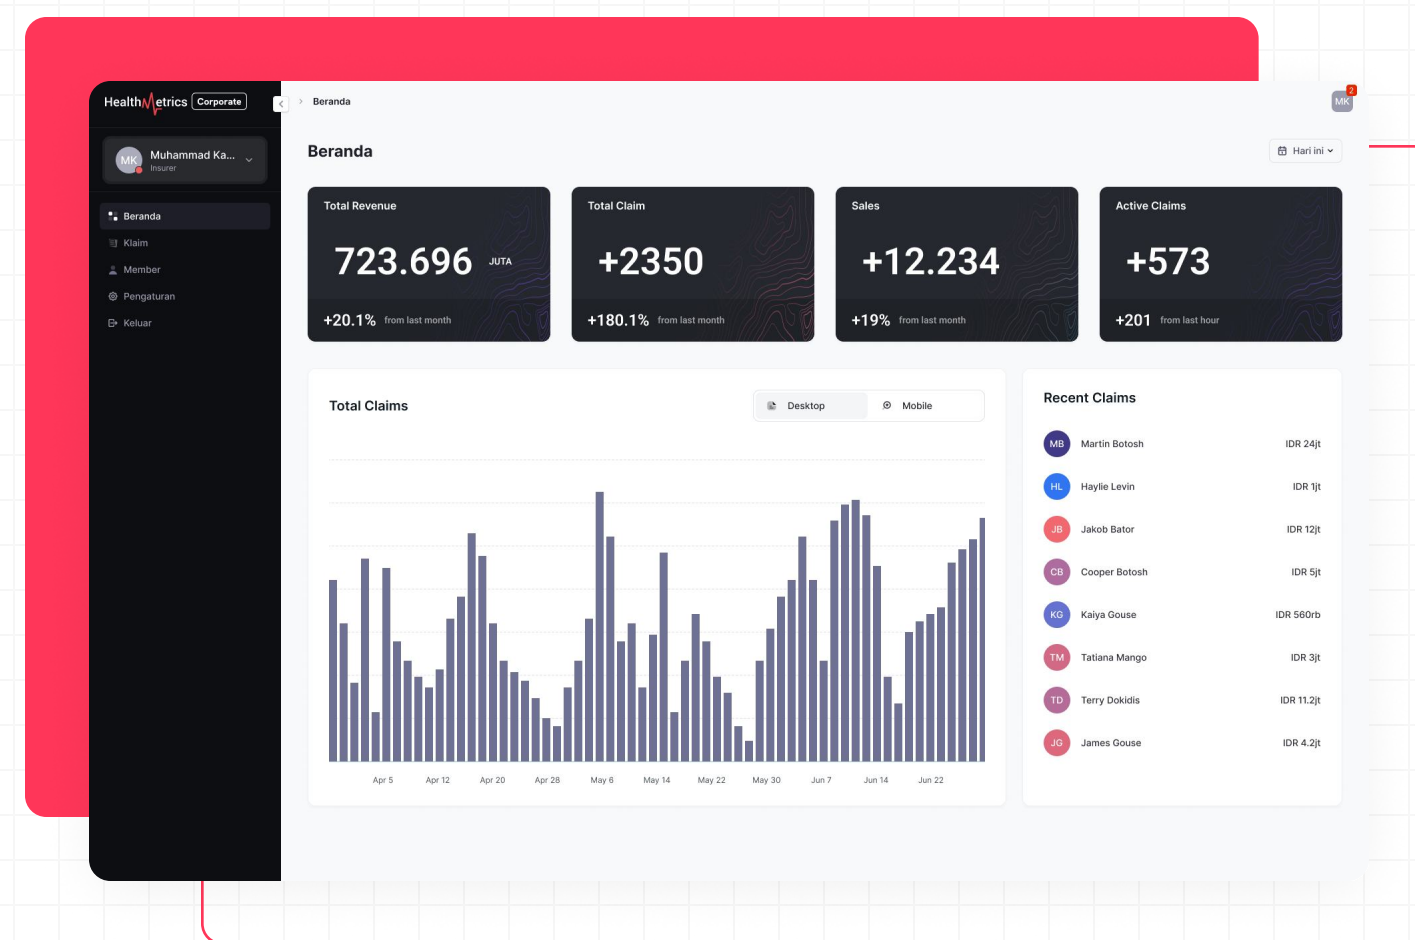 HealthMetrics Corporate
Beranda
MK
2
MK
Muhammad Ka...
Insurer
Beranda
Klaim
Member
Pengaturan
Keluar
Beranda
Hari ini
Total Revenue
723.696 JUTA
+20.1% from last month
Total Claim
+2350
+180.1% from last month
Sales
+12.234
+19% from last month
Active Claims
+573
+201 from last hour
Total Claims
Desktop
Mobile
Apr 5 Apr 12 Apr 20 Apr 28 May 6 May 14 May 22 May 30 Jun 7 Jun 14 Jun 22
Recent Claims
MB Martin Botosh IDR 24jt
HL Haylie Levin IDR 1jt
JB Jakob Bator IDR 12jt
CB Cooper Botosh IDR 5jt
KG Kaiya Gouse IDR 560rb
TM Tatiana Mango IDR 3jt
TD Terry Dokidis IDR 11.2jt
JG James Gouse IDR 4.2jt